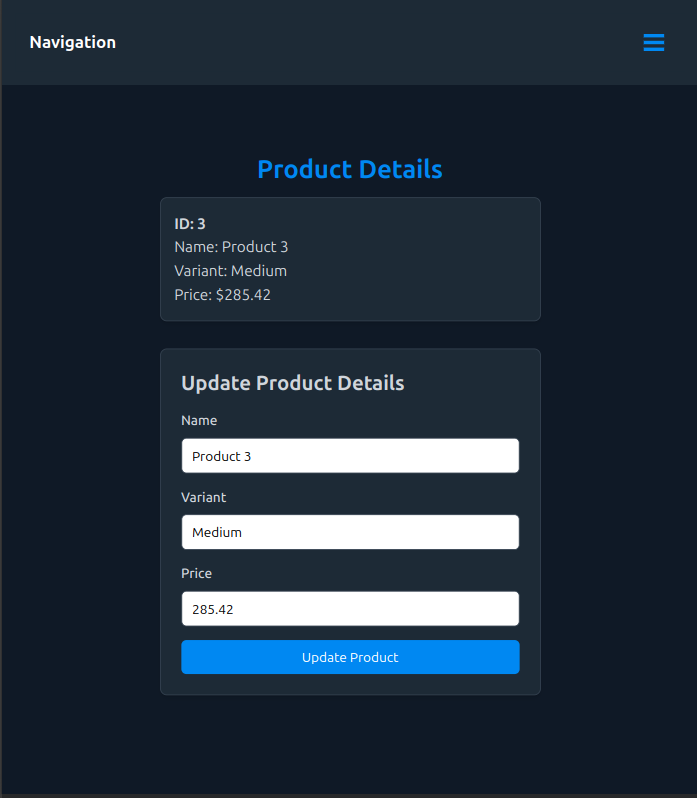 Navigation
Product Details
ID: 3
Name: Product 3
Variant: Medium
Price: $285.42
Update Product Details
Name
Product 3
Variant
Medium
Price
285.42
Update Product